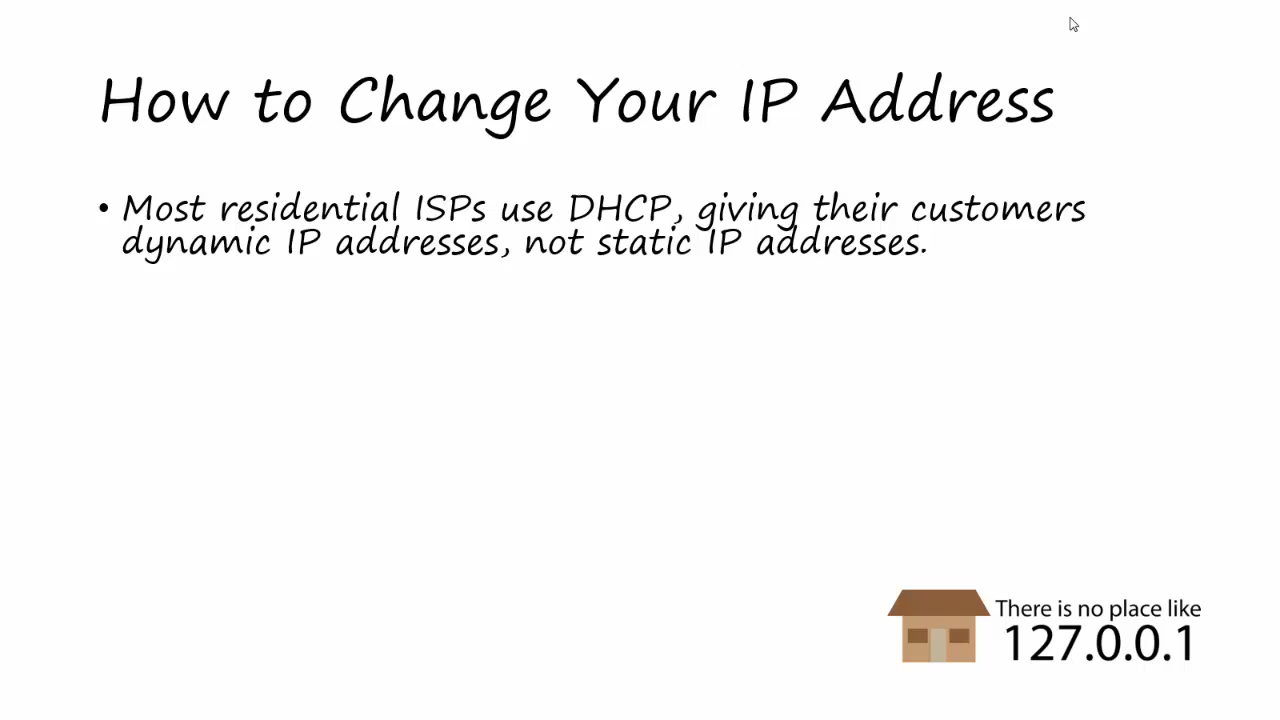 How to Change Your IP Address
• Most residential ISPs use DHCP, giving their customers
dynamic IP addresses, not static IP addresses.
There is no place like
127.0.0.1